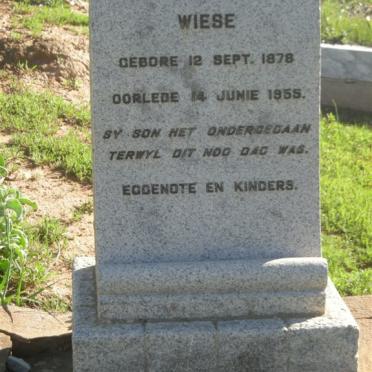 WIESE
GEBORE 12 SEPT. 1878
OORLEDE 14 JUNIE 1955.
SY SON HET ONDERGEGAAN
TERWYL DIT NOG DAG WAS.
EGGENOTE EN KINDERS.